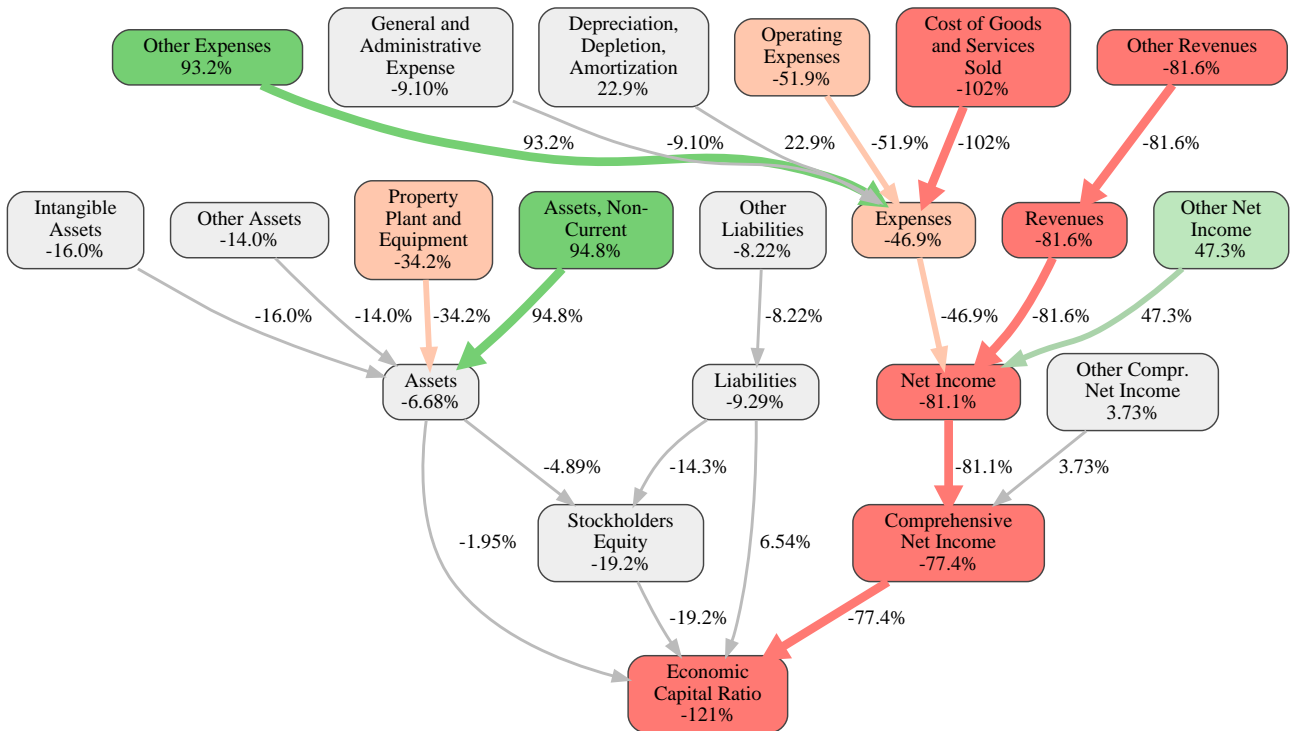 Other Expenses
93.2%
General and
Administrative
Expense
-9.10%
Depreciation,
Depletion,
Amortization
22.9%
Operating
Expenses
-51.9%
Cost of Goods
and Services
Sold
-102%
Other Revenues
-81.6%
93.2%
-9.10%
22.9%
-51.9%
-102%
-81.6%
Intangible
Assets
-16.0%
Other Assets
-14.0%
Property
Plant and
Equipment
-34.2%
Assets, Non-
Current
94.8%
Other
Liabilities
-8.22%
Expenses
-46.9%
Revenues
-81.6%
Other Net
Income
47.3%
-16.0%
-14.0%
-34.2%
94.8%
-8.22%
-46.9%
-81.6%
47.3%
Assets
-6.68%
Liabilities
-9.29%
Net Income
-81.1%
Other Compr.
Net Income
3.73%
-4.89%
-14.3%
-81.1%
3.73%
Stockholders
Equity
-19.2%
Comprehensive
Net Income
-77.4%
-1.95%
6.54%
-19.2%
-77.4%
Economic
Capital Ratio
-121%